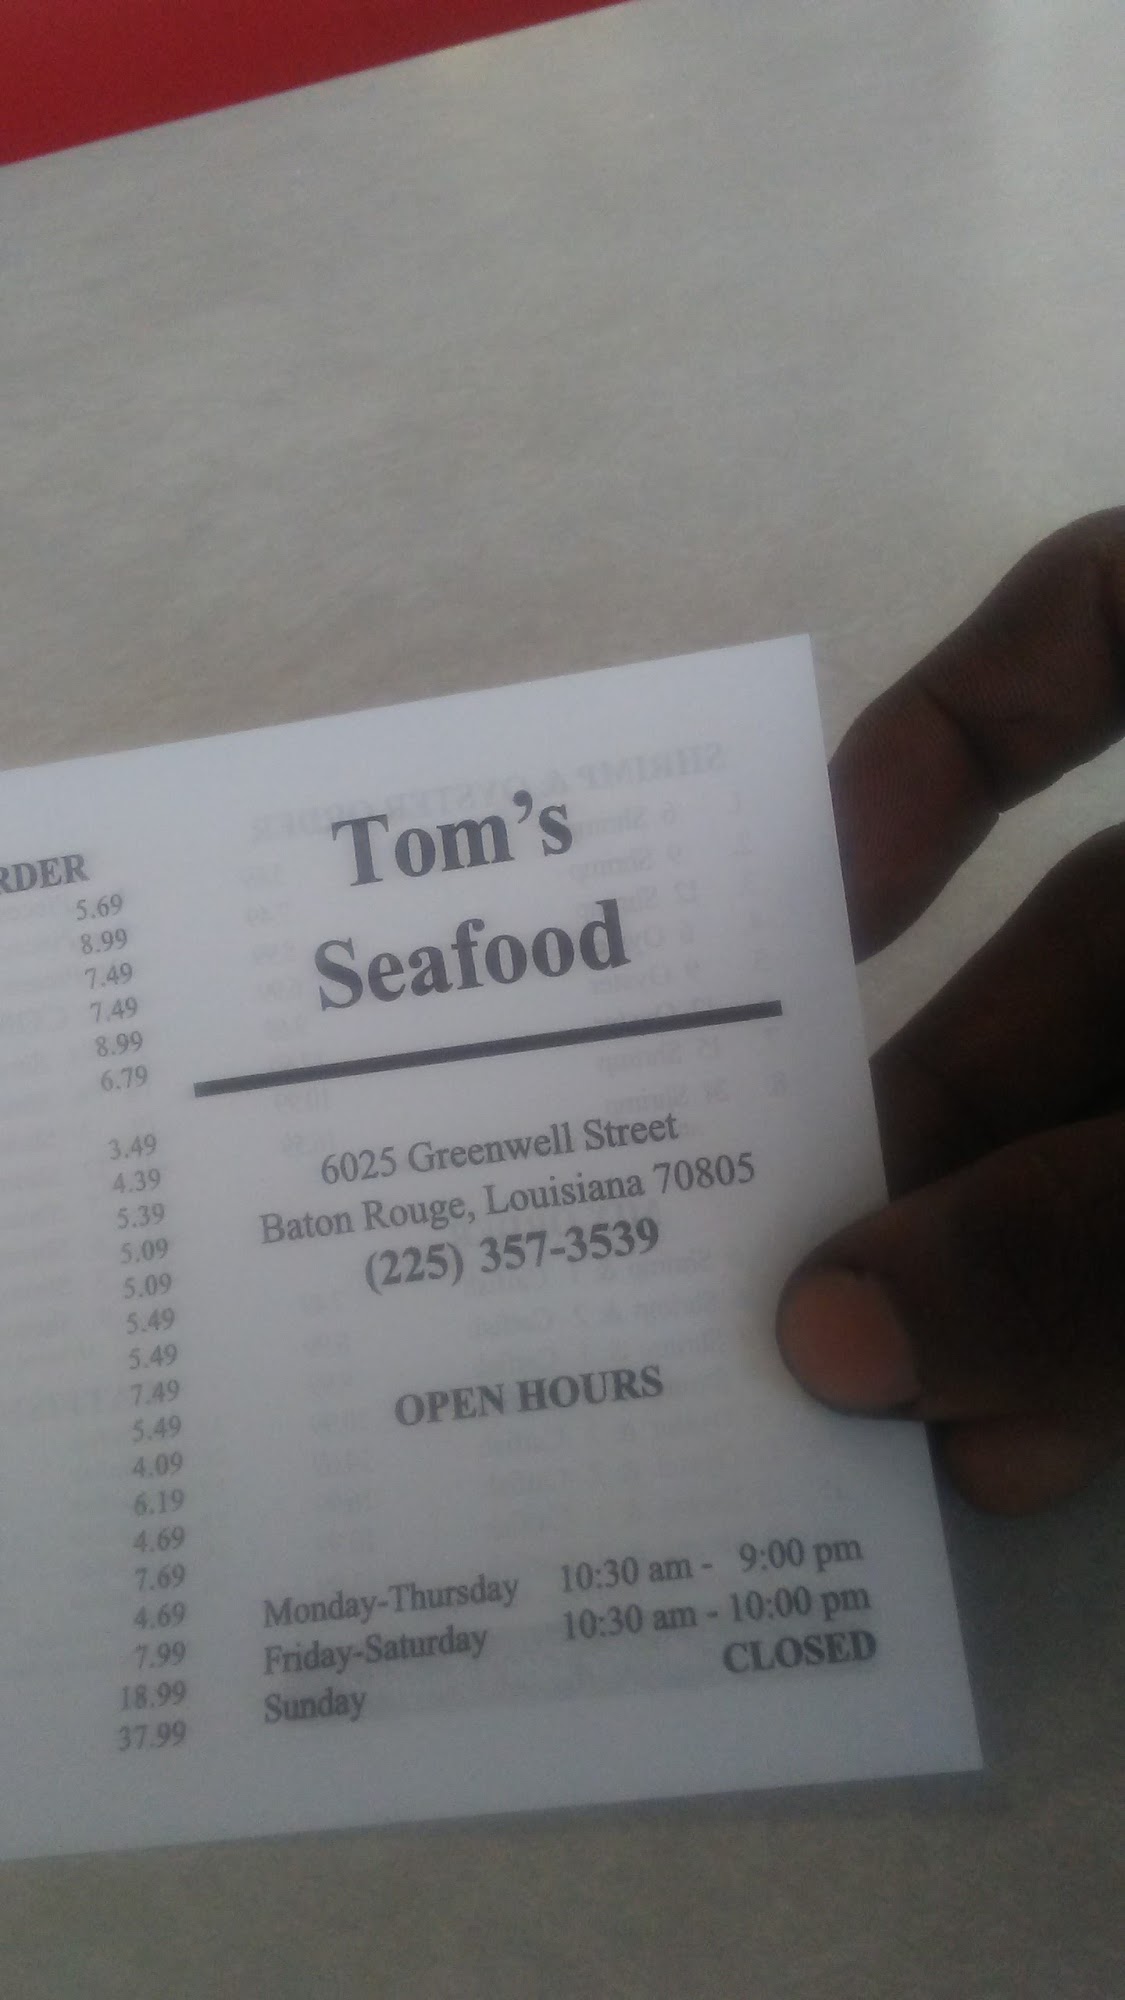 RDER
5.69
8.99
7.49
7.49
8.99
6.79
3.49
4.39
5.39
5.09
5.09
5.49
5.49
7.49
5.49
4.09
6.19
4.69
7.69
4.69
7.99
18.99
37.99
Tom's
Seafood
6025 Greenwell Street
Baton Rouge, Louisiana 70805
(225) 357-3539
OPEN HOURS
Monday-Thursday 10:30 am - 9:00 pm
Friday-Saturday 10:30 am - 10:00 pm
Sunday CLOSED